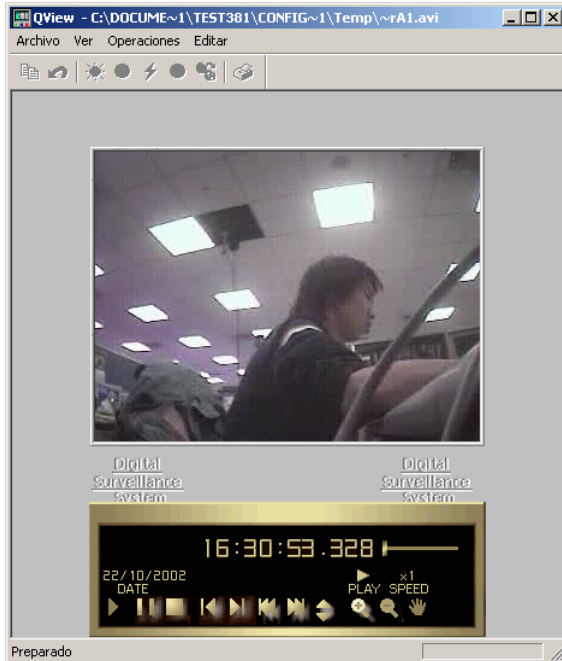 QView - C:\DOCUME~1\TEST381\CONFIG~1\Temp\~rA1.avi
Archivo Ver Operaciones Editar
Digital Surveillance System
Digital Surveillance System
16:30:53.328
22/10/2002
DATE
x1
PLAY SPEED
Preparado